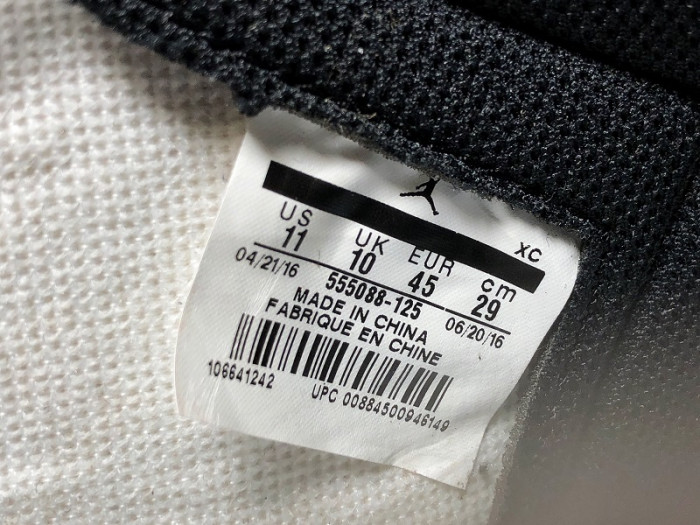 XC
US UK EUR cm
11 10 45 29
04/21/16 555088-125 06/20/16
MADE IN CHINA
FABRIQUE EN CHINE
106641242 UPC 00884500946149